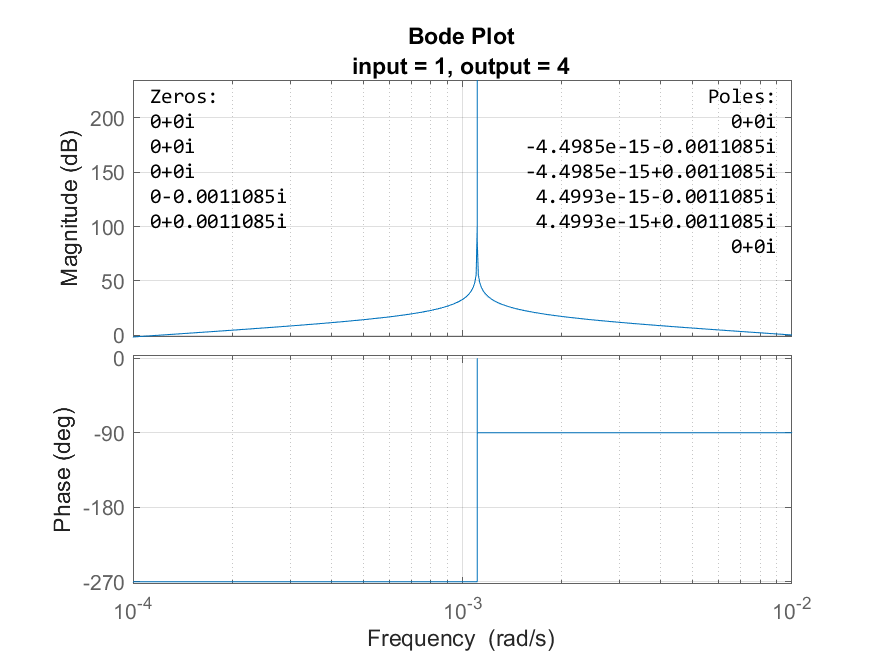 Bode Plot
input = 1, output = 4
Magnitude (dB)
200
150
100
50
0
Zeros:
0+0i
0+0i
0+0i
0-0.0011085i
0+0.0011085i
Poles:
0+0i
-4.4985e-15-0.0011085i
-4.4985e-15+0.0011085i
4.4993e-15-0.0011085i
4.4993e-15+0.0011085i
0+0i
Phase (deg)
0
-90
-180
-270
10^-4
10^-3
10^-2
Frequency (rad/s)